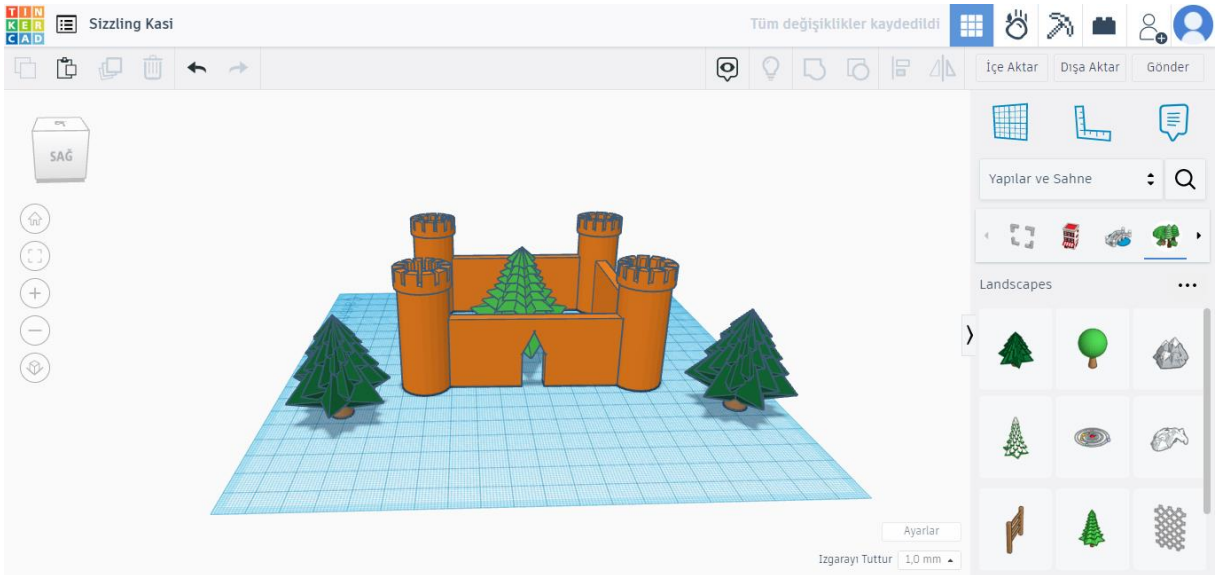 TIN
KER
CAD
Sizzling Kasi
Tüm değişiklikler kaydedildi
İçe Aktar
Dışa Aktar
Gönder
SAĞ
Yapılar ve Sahne
Landscapes
Ayarlar
Izgarayı Tuttur
1,0 mm